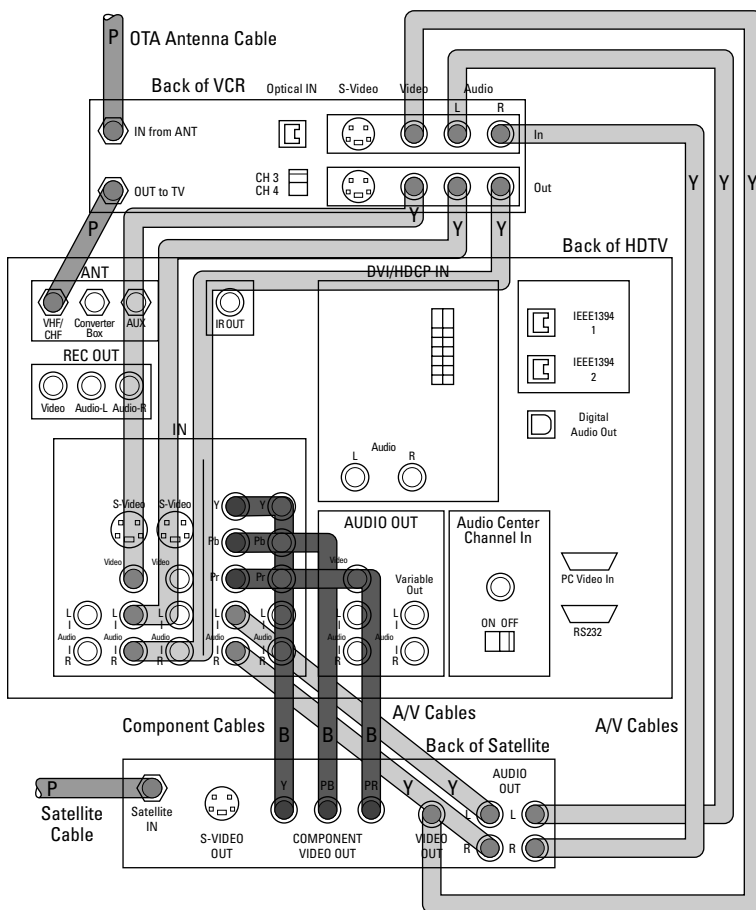 P OTA Antenna Cable
Back of VCR
Optical IN S-Video Video Audio
L R
IN from ANT
In
CH 3
CH 4
OUT to TV
Out
Y Y Y
Y Y Y
P
Back of HDTV
ANT
DVI/HDCP IN
VHF/
CHF
Converter
Box
AUX
IR OUT
IEEE1394
1
REC OUT
IEEE1394
2
Video Audio-L Audio-R
Digital
Audio Out
IN
Audio
L R
S-Video S-Video
Y Y
AUDIO OUT
Audio Center
Channel In
Pb Pb
Video Video
Pr Pr
Video
Variable
Out
PC Video In
L L L L L L L
I I I I I I I
Audio Audio Audio Audio Audio Audio Audio
I I I I I I I
R R R R R R R
ON OFF
RS232
A/V Cables
Component Cables
A/V Cables
B B B
Back of Satellite
P
Satellite
Cable
Satellite
IN
S-VIDEO
OUT
Y PB PR
COMPONENT
VIDEO OUT
Y Y
VIDEO
OUT
AUDIO
OUT
L L
R R